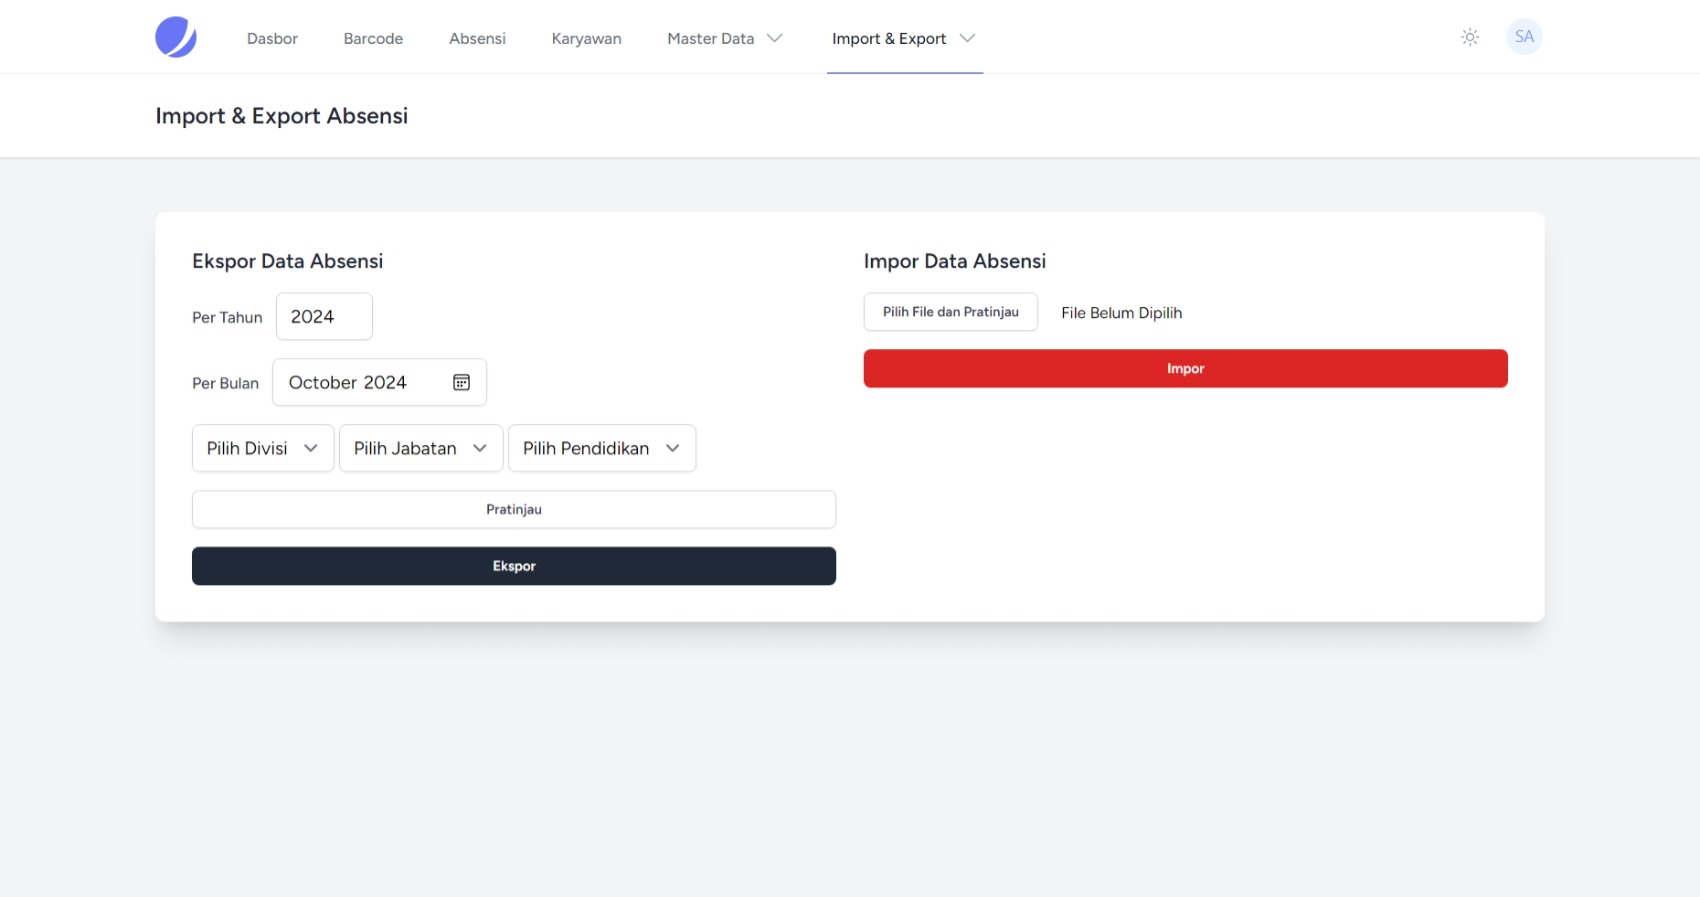 Dasbor Barcode Absensi Karyawan Master Data Import & Export SA
Import & Export Absensi
Ekspor Data Absensi
Per Tahun 2024
Per Bulan October 2024
Pilih Divisi Pilih Jabatan Pilih Pendidikan
Pratinjau
Ekspor
Impor Data Absensi
Pilih File dan Pratinjau File Belum Dipilih
Impor